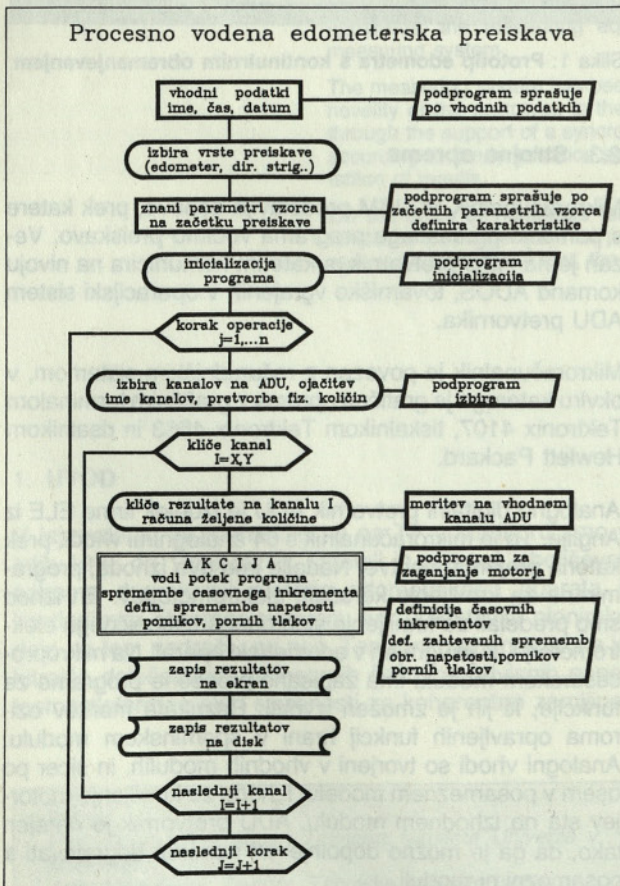 Procesno vodena edometerska preiskava
vhodni podatki
ime, čas, datum
podprogram sprašuje
po vhodnih podatkih
izbira vrste preiskave
(edometer, dir. strig..)
znani parametri vzorca
na začetku preiskave
podprogram sprašuje po
začetnih parametrih vzorca
definira karakteristike
inicializacija
programa
podprogram
inicializacija
korak operacije
j=1,...n
izbira kanalov na ADU, ojačitev
ime kanalov, pretvorba fiz. količin
podprogram
izbira
kliče kanal
I=X,Y
kliče rezultate na kanalu I
računa željene količine
meritev na vhodnem
kanalu ADU
A K C I J A
vodi potek programa
spremembe casovnega inkrementa
defin. spremembe napetosti
pomikov, pornih tlakov
podprogram za
zaganjanje motorja
definicija časovnih
inkrementov
def. zahtevanih sprememb
obr. napetosti,pomikov
pornih tlakov
zapis rezultatov
na ekran
zapis rezultatov
na disk
naslednji kanal
I=I+1
naslednji korak
J=J+1